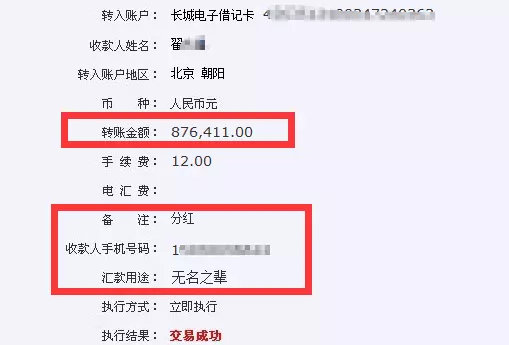 转入账户： 长城电子借记卡
收款人姓名： 翟
转入账户地区： 北京 朝阳
币 种： 人民币元
转账金额： 876,411.00
手 续 费： 12.00
电 汇 费：
备 注： 分红
收款人手机号码： 1
汇款用途： 无名之辈
执行方式： 立即执行
执行结果： 交易成功